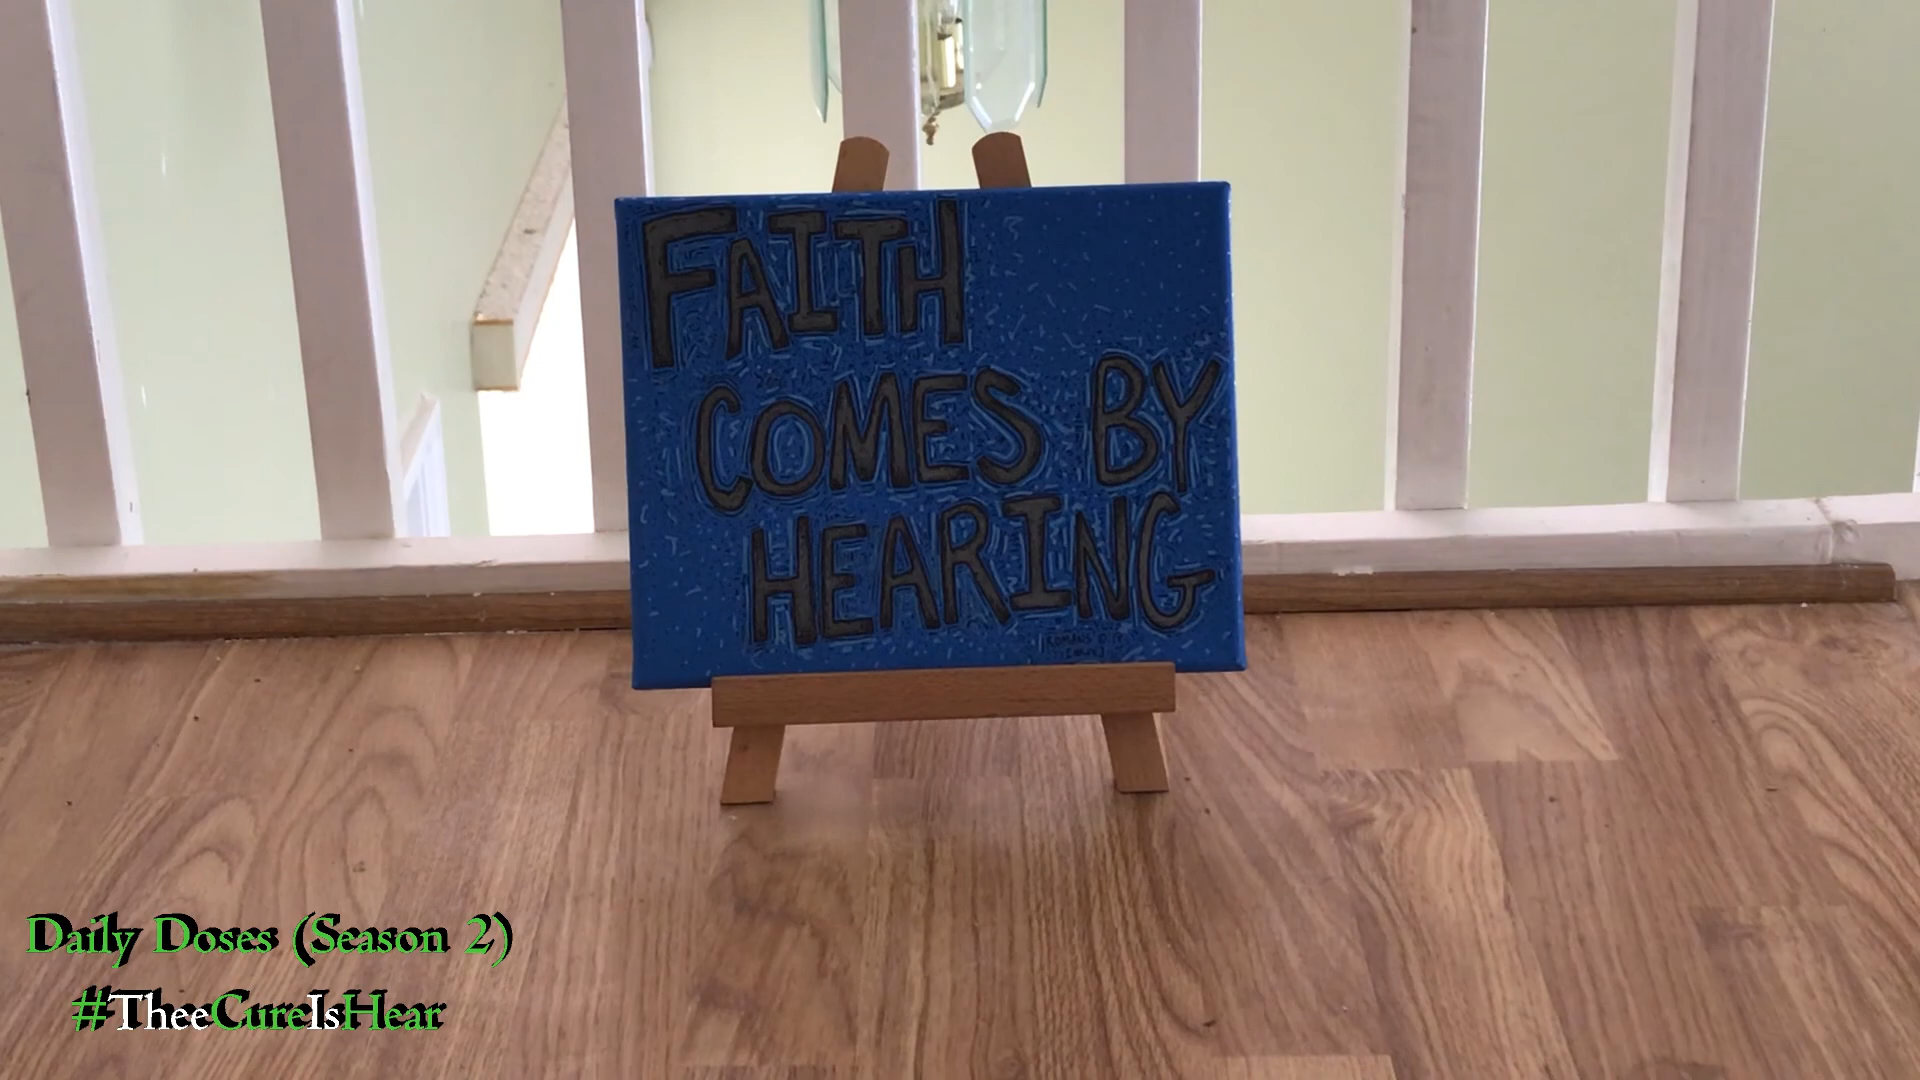 FAITH
COMES BY
HEARING
Daily Doses (Season 2)
#TheeCureIsHear